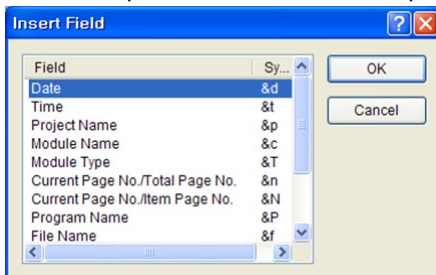 Insert Field
Field Sy...
Date &d
Time &t
Project Name &p
Module Name &c
Module Type &T
Current Page No./Total Page No. &n
Current Page No./Item Page No. &N
Program Name &P
File Name &f
OK
Cancel